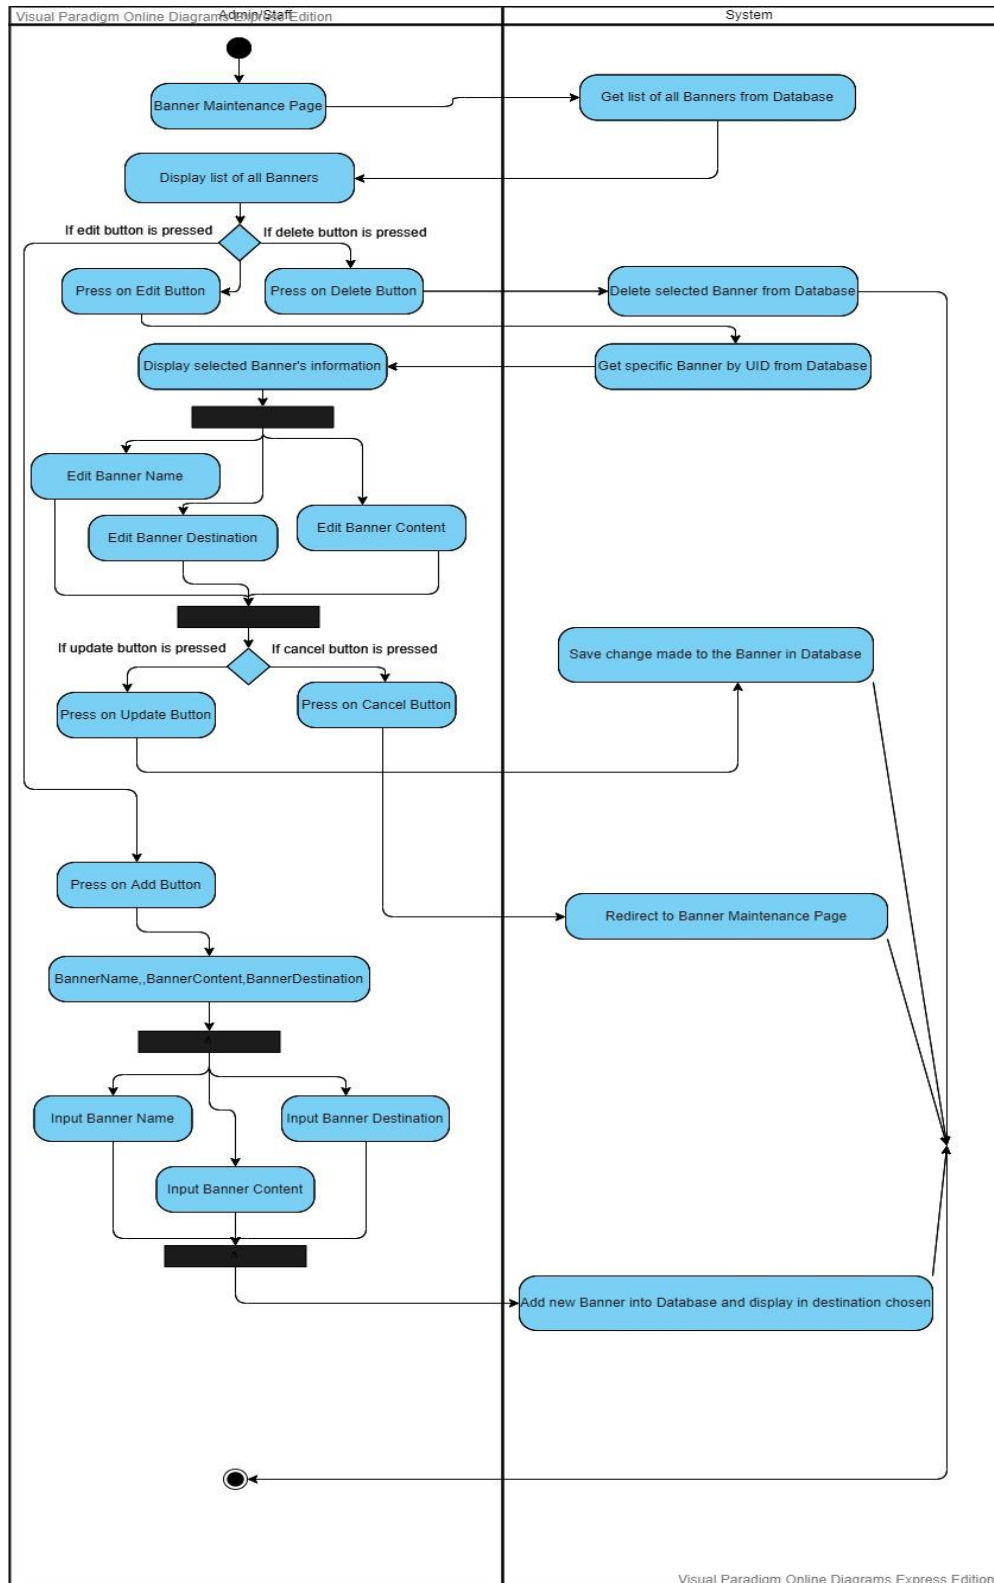 Visual Paradigm Online Diagrams Express Edition
Admin/Staff
System
Banner Maintenance Page
Get list of all Banners from Database
Display list of all Banners
If edit button is pressed
If delete button is pressed
Press on Edit Button
Press on Delete Button
Delete selected Banner from Database
Display selected Banner's information
Get specific Banner by UID from Database
Edit Banner Name
Edit Banner Destination
Edit Banner Content
If update button is pressed
If cancel button is pressed
Save change made to the Banner in Database
Press on Update Button
Press on Cancel Button
Press on Add Button
Redirect to Banner Maintenance Page
BannerName,,BannerContent,BannerDestination
Input Banner Name
Input Banner Destination
Input Banner Content
Add new Banner into Database and display in destination chosen
Visual Paradigm Online Diagrams Express Edition